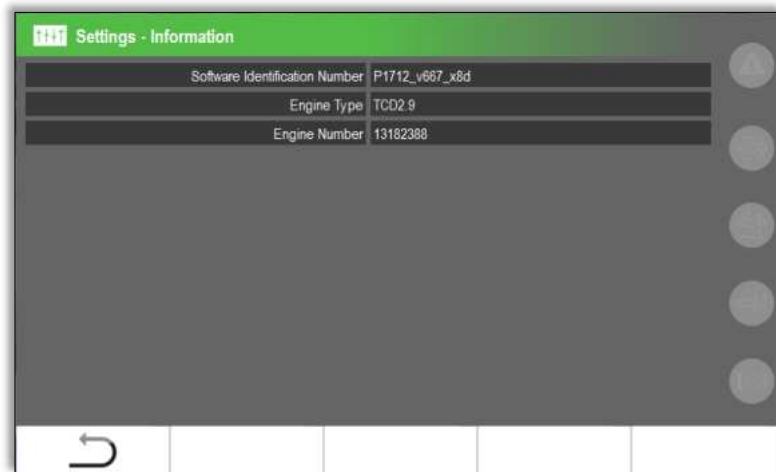 Settings - Information
Software Identification Number P1712_v667_x8d
Engine Type TCD2.9
Engine Number 13182388